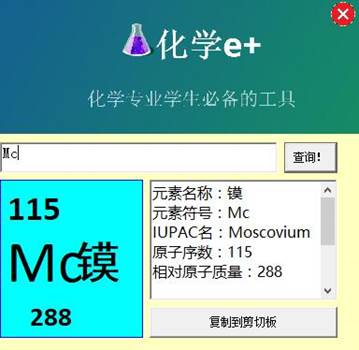 化学e+
化学专业学生必备的工具
Mc
查询!
115
Mc镆
288
元素名称：镆
元素符号：Mc
IUPAC名：Moscovium
原子序数：115
相对原子质量：288
复制到剪切板